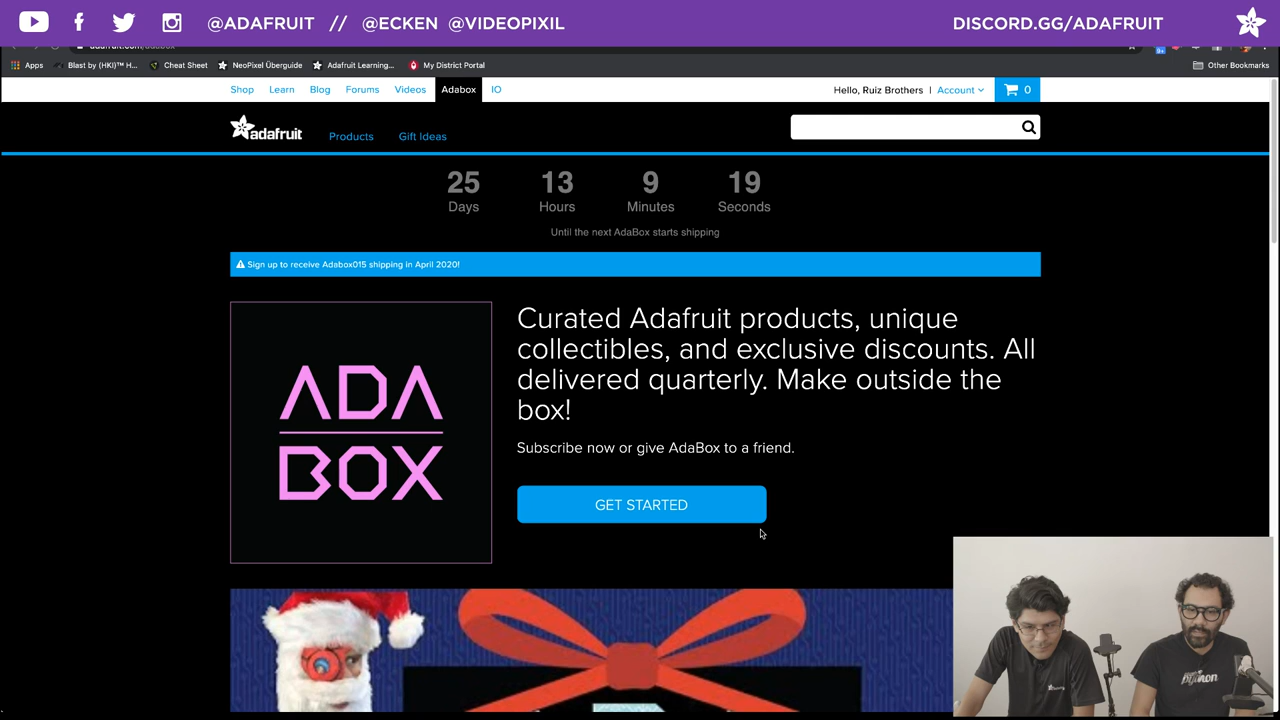 @ADAFRUIT // @ECKEN @VIDEOPIXIL
DISCORD.GG/ADAFRUIT
Apps
Blast by (HKI)™ H...
Cheat Sheet
NeoPixel Überguide
Adafruit Learning...
My District Portal
Other Bookmarks
Shop
Learn
Blog
Forums
Videos
Adabox
IO
Hello, Ruiz Brothers | Account
0
adafruit
Products
Gift Ideas
25 13 9 19
Days Hours Minutes Seconds
Until the next AdaBox starts shipping
Sign up to receive Adabox015 shipping in April 2020!
ADA
BOX
Curated Adafruit products, unique
collectibles, and exclusive discounts. All
delivered quarterly. Make outside the
box!
Subscribe now or give AdaBox to a friend.
GET STARTED